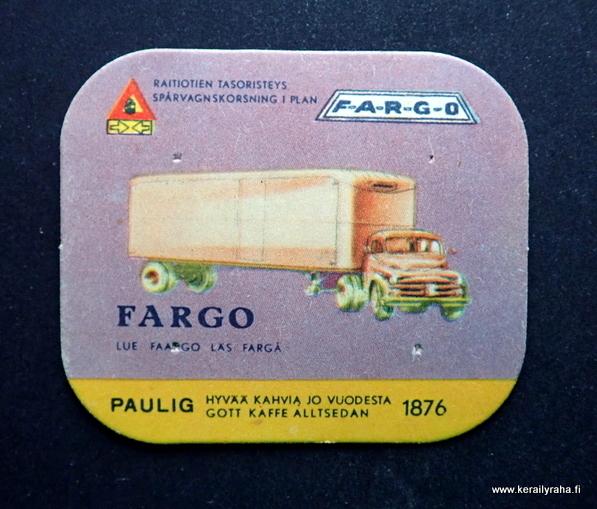 RAITIOTIEN TASORISTEYS
SPÅRVAGNSKORSNING I PLAN
F-A-R-G-O
FARGO
LUE FAARGO LÄS FARGÅ
PAULIG HYVÄÄ KAHVIA JO VUODESTA 1876
GOTT KAFFE ALLTSEDAN
www.kerailyraha.fi